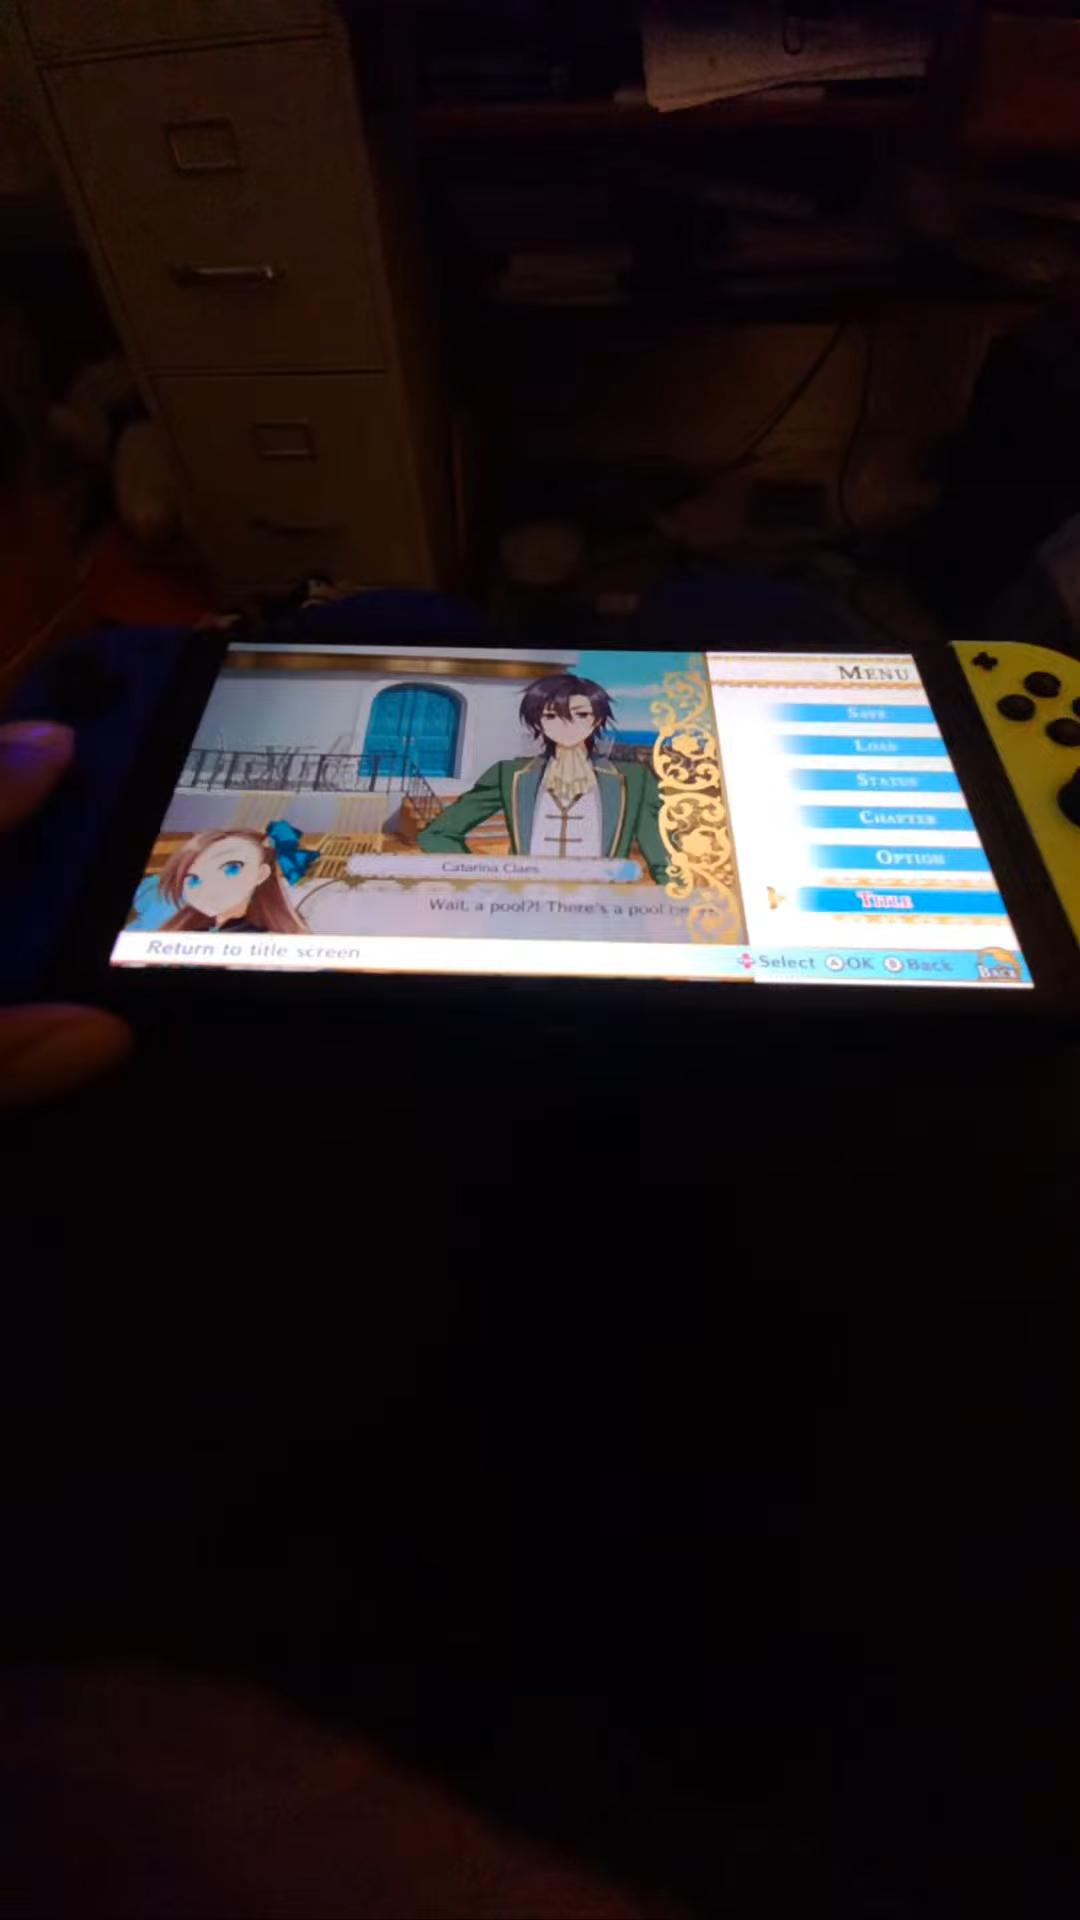 MENU
SAVE
LOAD
STATUS
CHAPTER
OPTION
TITLE
Catarina Claes
Wait, a pool?! There's a pool
Return to title screen
Select A OK B Back
BACK